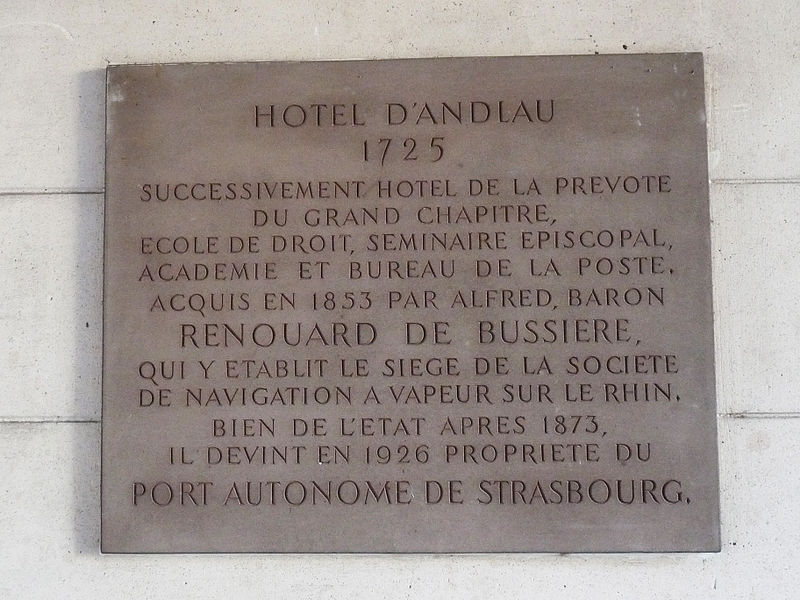 HOTEL D'ANDLAU
1725
SUCCESSIVEMENT HOTEL DE LA PREVOTE
DU GRAND CHAPITRE,
ECOLE DE DROIT, SEMINAIRE EPISCOPAL,
ACADEMIE ET BUREAU DE LA POSTE.
ACQUIS EN 1853 PAR ALFRED, BARON
RENOUARD DE BUSSIERE,
QUI Y ETABLIT LE SIEGE DE LA SOCIETE
DE NAVIGATION A VAPEUR SUR LE RHIN.
BIEN DE L'ETAT APRES 1873,
IL DEVINT EN 1926 PROPRIETE DU
PORT AUTONOME DE STRASBOURG.